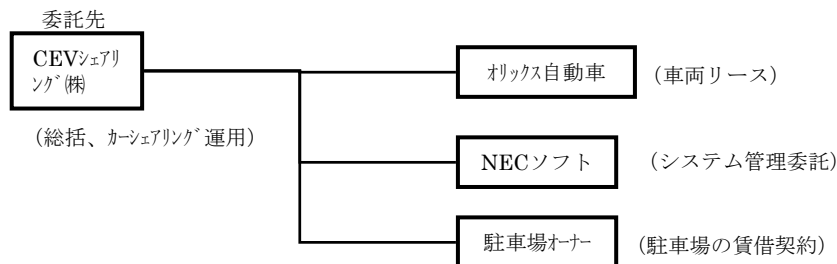 委託先
CEVｼｪｱﾘ
ﾝｸﾞ㈱
(総括、ｶｰｼｪｱﾘﾝｸﾞ運用)
ｵﾘｯｸｽ自動車 (車両リース)
NECソフト (システム管理委託)
駐車場ｵｰﾅｰ (駐車場の賃借契約)